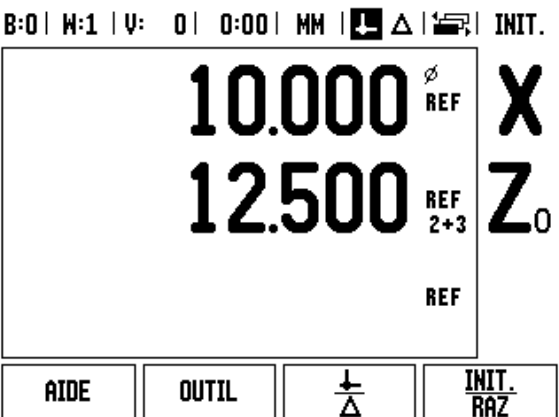 B:0 | W:1 | V: 0 | 0:00 | MM | Δ | INIT.
10.000 ø REF X
12.500 REF 2+3 Z₀
REF
AIDE OUTIL Δ INIT. RAZ